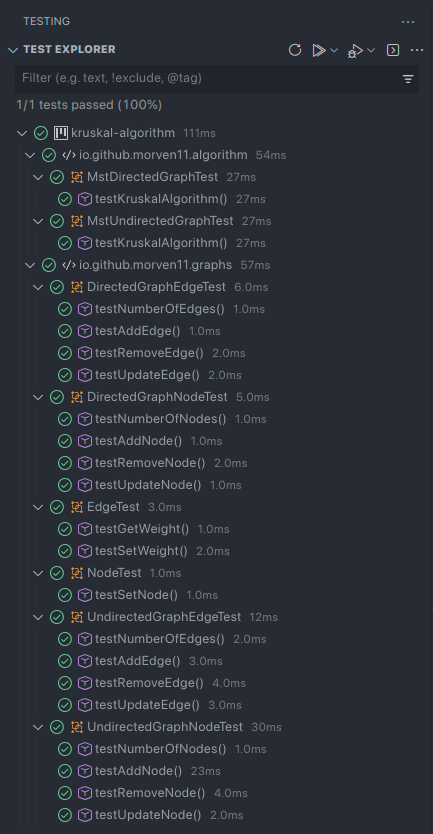 TESTING
TEST EXPLORER
Filter (e.g. text, !exclude, @tag)
1/1 tests passed (100%)
kruskal-algorithm 111ms
io.github.morven11.algorithm 54ms
MstDirectedGraphTest 27ms
testKruskalAlgorithm() 27ms
MstUndirectedGraphTest 27ms
testKruskalAlgorithm() 27ms
io.github.morven11.graphs 57ms
DirectedGraphEdgeTest 6.0ms
testNumberOfEdges() 1.0ms
testAddEdge() 1.0ms
testRemoveEdge() 2.0ms
testUpdateEdge() 2.0ms
DirectedGraphNodeTest 5.0ms
testNumberOfNodes() 1.0ms
testAddNode() 1.0ms
testRemoveNode() 2.0ms
testUpdateNode() 1.0ms
EdgeTest 3.0ms
testGetWeight() 1.0ms
testSetWeight() 2.0ms
NodeTest 1.0ms
testSetNode() 1.0ms
UndirectedGraphEdgeTest 12ms
testNumberOfEdges() 2.0ms
testAddEdge() 3.0ms
testRemoveEdge() 4.0ms
testUpdateEdge() 3.0ms
UndirectedGraphNodeTest 30ms
testNumberOfNodes() 1.0ms
testAddNode() 23ms
testRemoveNode() 4.0ms
testUpdateNode() 2.0ms